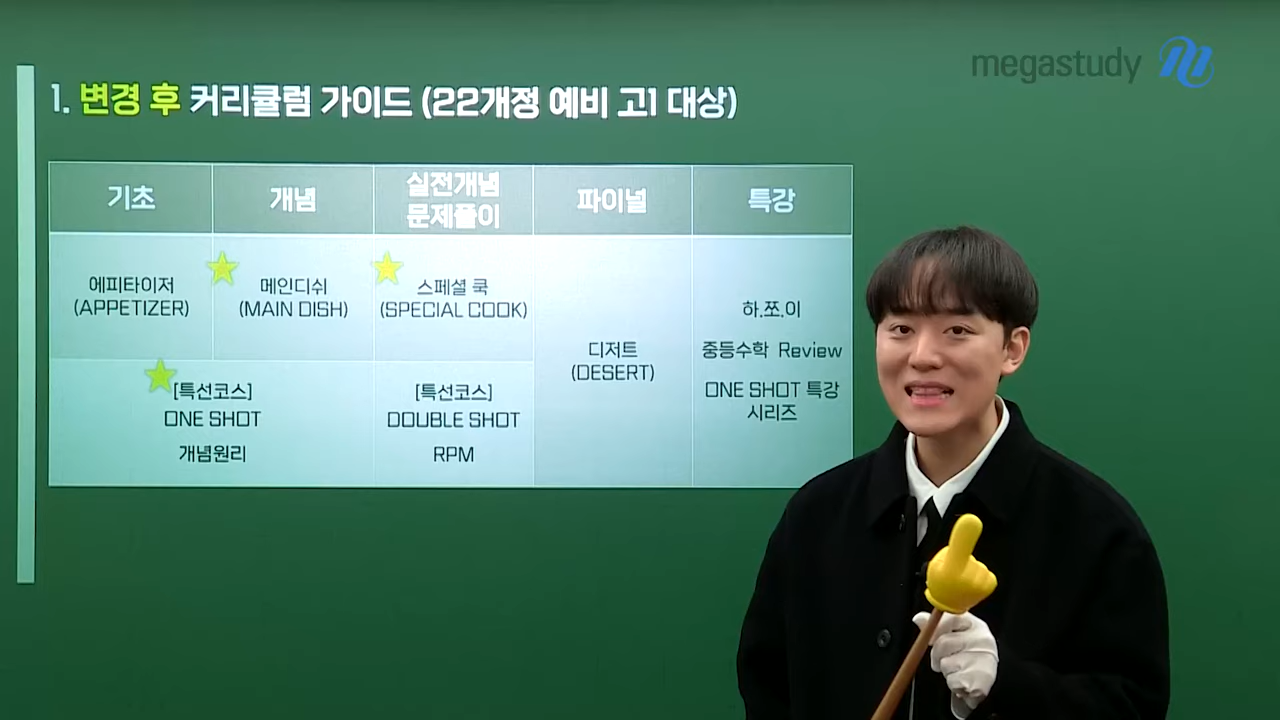 megastudy
1. 변경 후 커리큘럼 가이드 (22개정 예비 고1 대상)
기초
개념
실전개념
문제풀이
파이널
특강
에피타이저
(APPETIZER)
메인디쉬
(MAIN DISH)
스페셜 쿡
(SPECIAL COOK)
디저트
(DESERT)
하.쪼.이
중등수학 Review
ONE SHOT 특강
시리즈
[특선코스]
ONE SHOT
개념원리
[특선코스]
DOUBLE SHOT
RPM